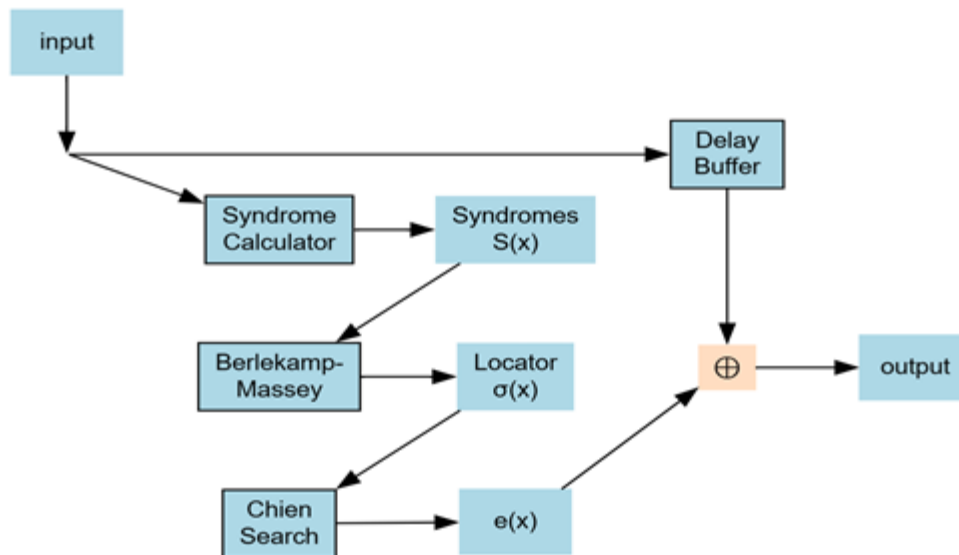 input
Delay
Buffer
Syndrome
Calculator
Syndromes
S(x)
Berlekamp-
Massey
Locator
σ(x)
⊕
output
Chien
Search
e(x)